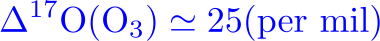 Δ¹⁷O(O₃) ≃ 25(per mil)